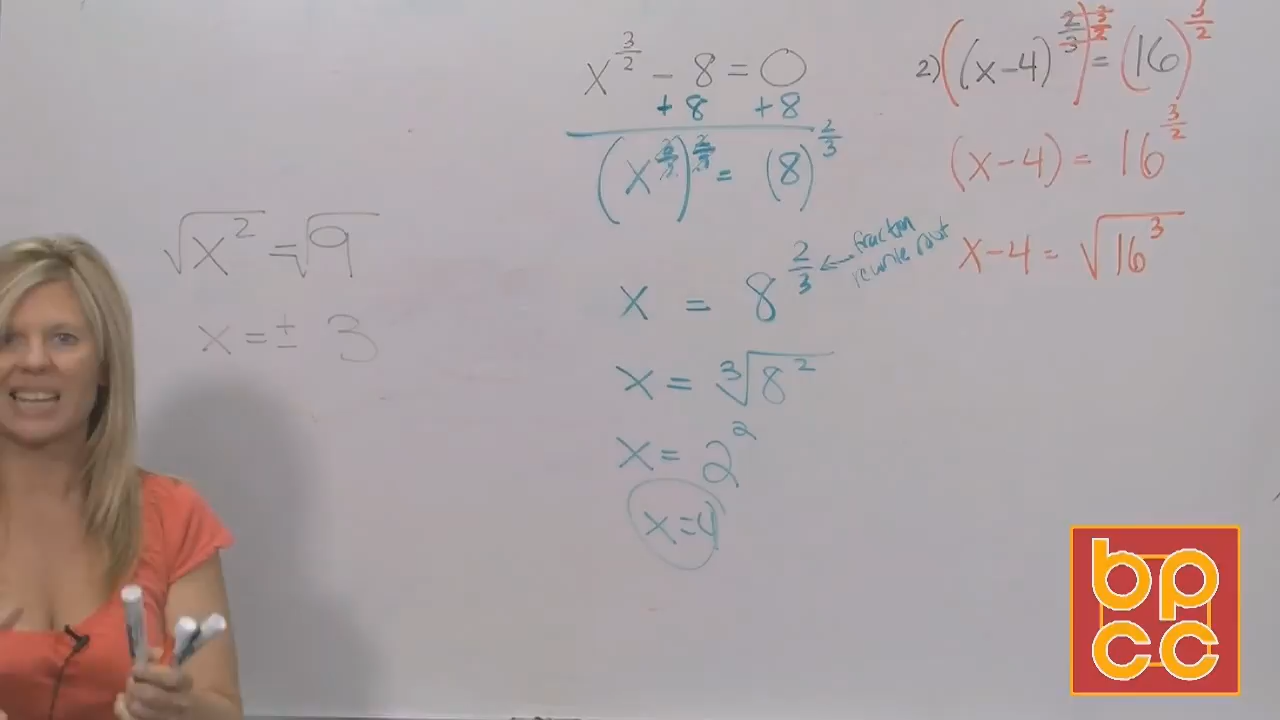 √x² = √9
x = ± 3
x^(3/2) − 8 = 0
+ 8 + 8
(x^(3/2))^(2/3) = (8)^(2/3)
x = 8^(2/3) ← fraction
rewrite out
x = ∛8²
x = 2²
x = 4
2) ((x−4)^(2/3))^(3/2) = (16)^(3/2)
(x−4) = 16^(3/2)
x−4 = √16³
bp
cc